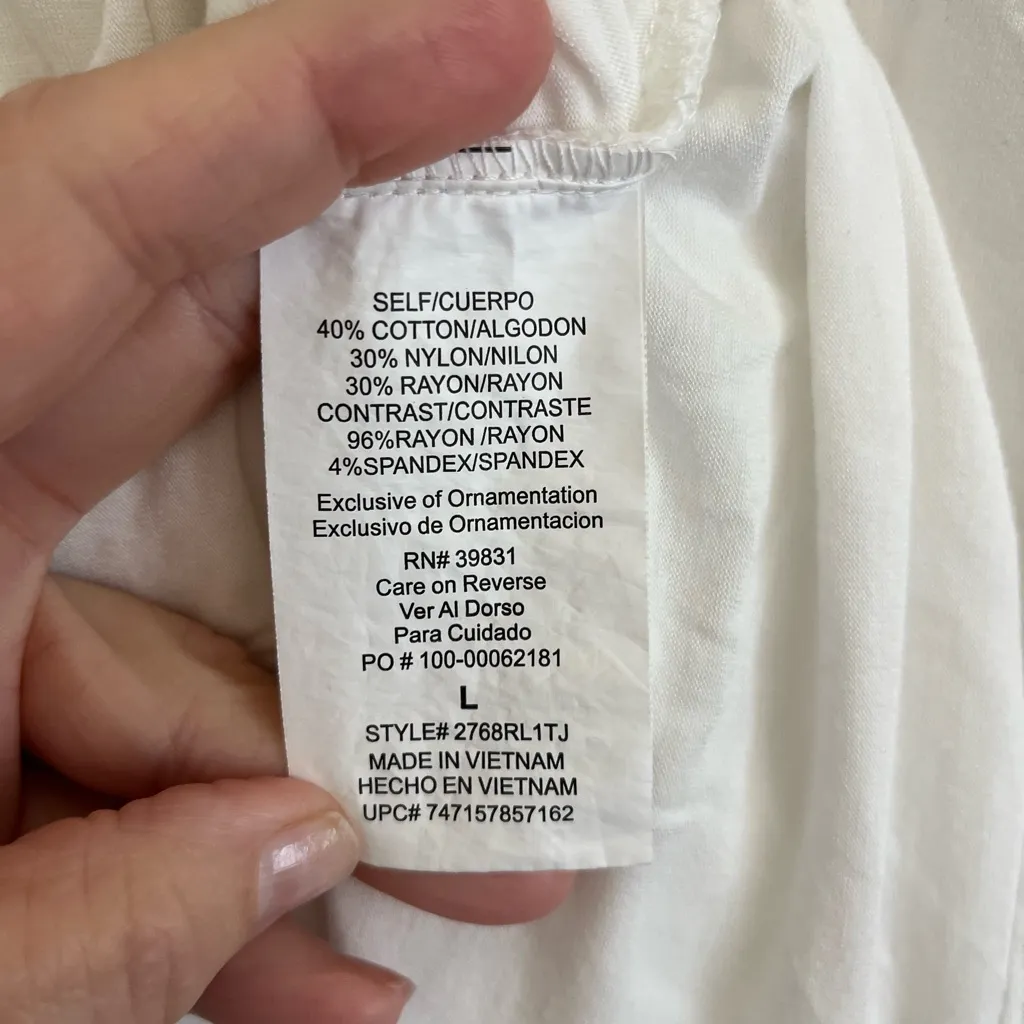 SELF/CUERPO
40% COTTON/ALGODON
30% NYLON/NILON
30% RAYON/RAYON
CONTRAST/CONTRASTE
96%RAYON /RAYON
4%SPANDEX/SPANDEX
Exclusive of Ornamentation
Exclusivo de Ornamentacion
RN# 39831
Care on Reverse
Ver Al Dorso
Para Cuidado
PO # 100-00062181
L
STYLE# 2768RL1TJ
MADE IN VIETNAM
HECHO EN VIETNAM
UPC# 747157857162